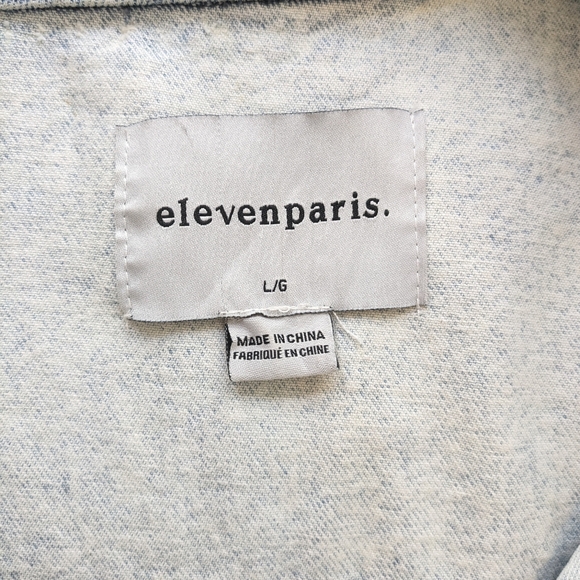 elevenparis.
L/G
MADE IN CHINA
FABRIQUÉ EN CHINE